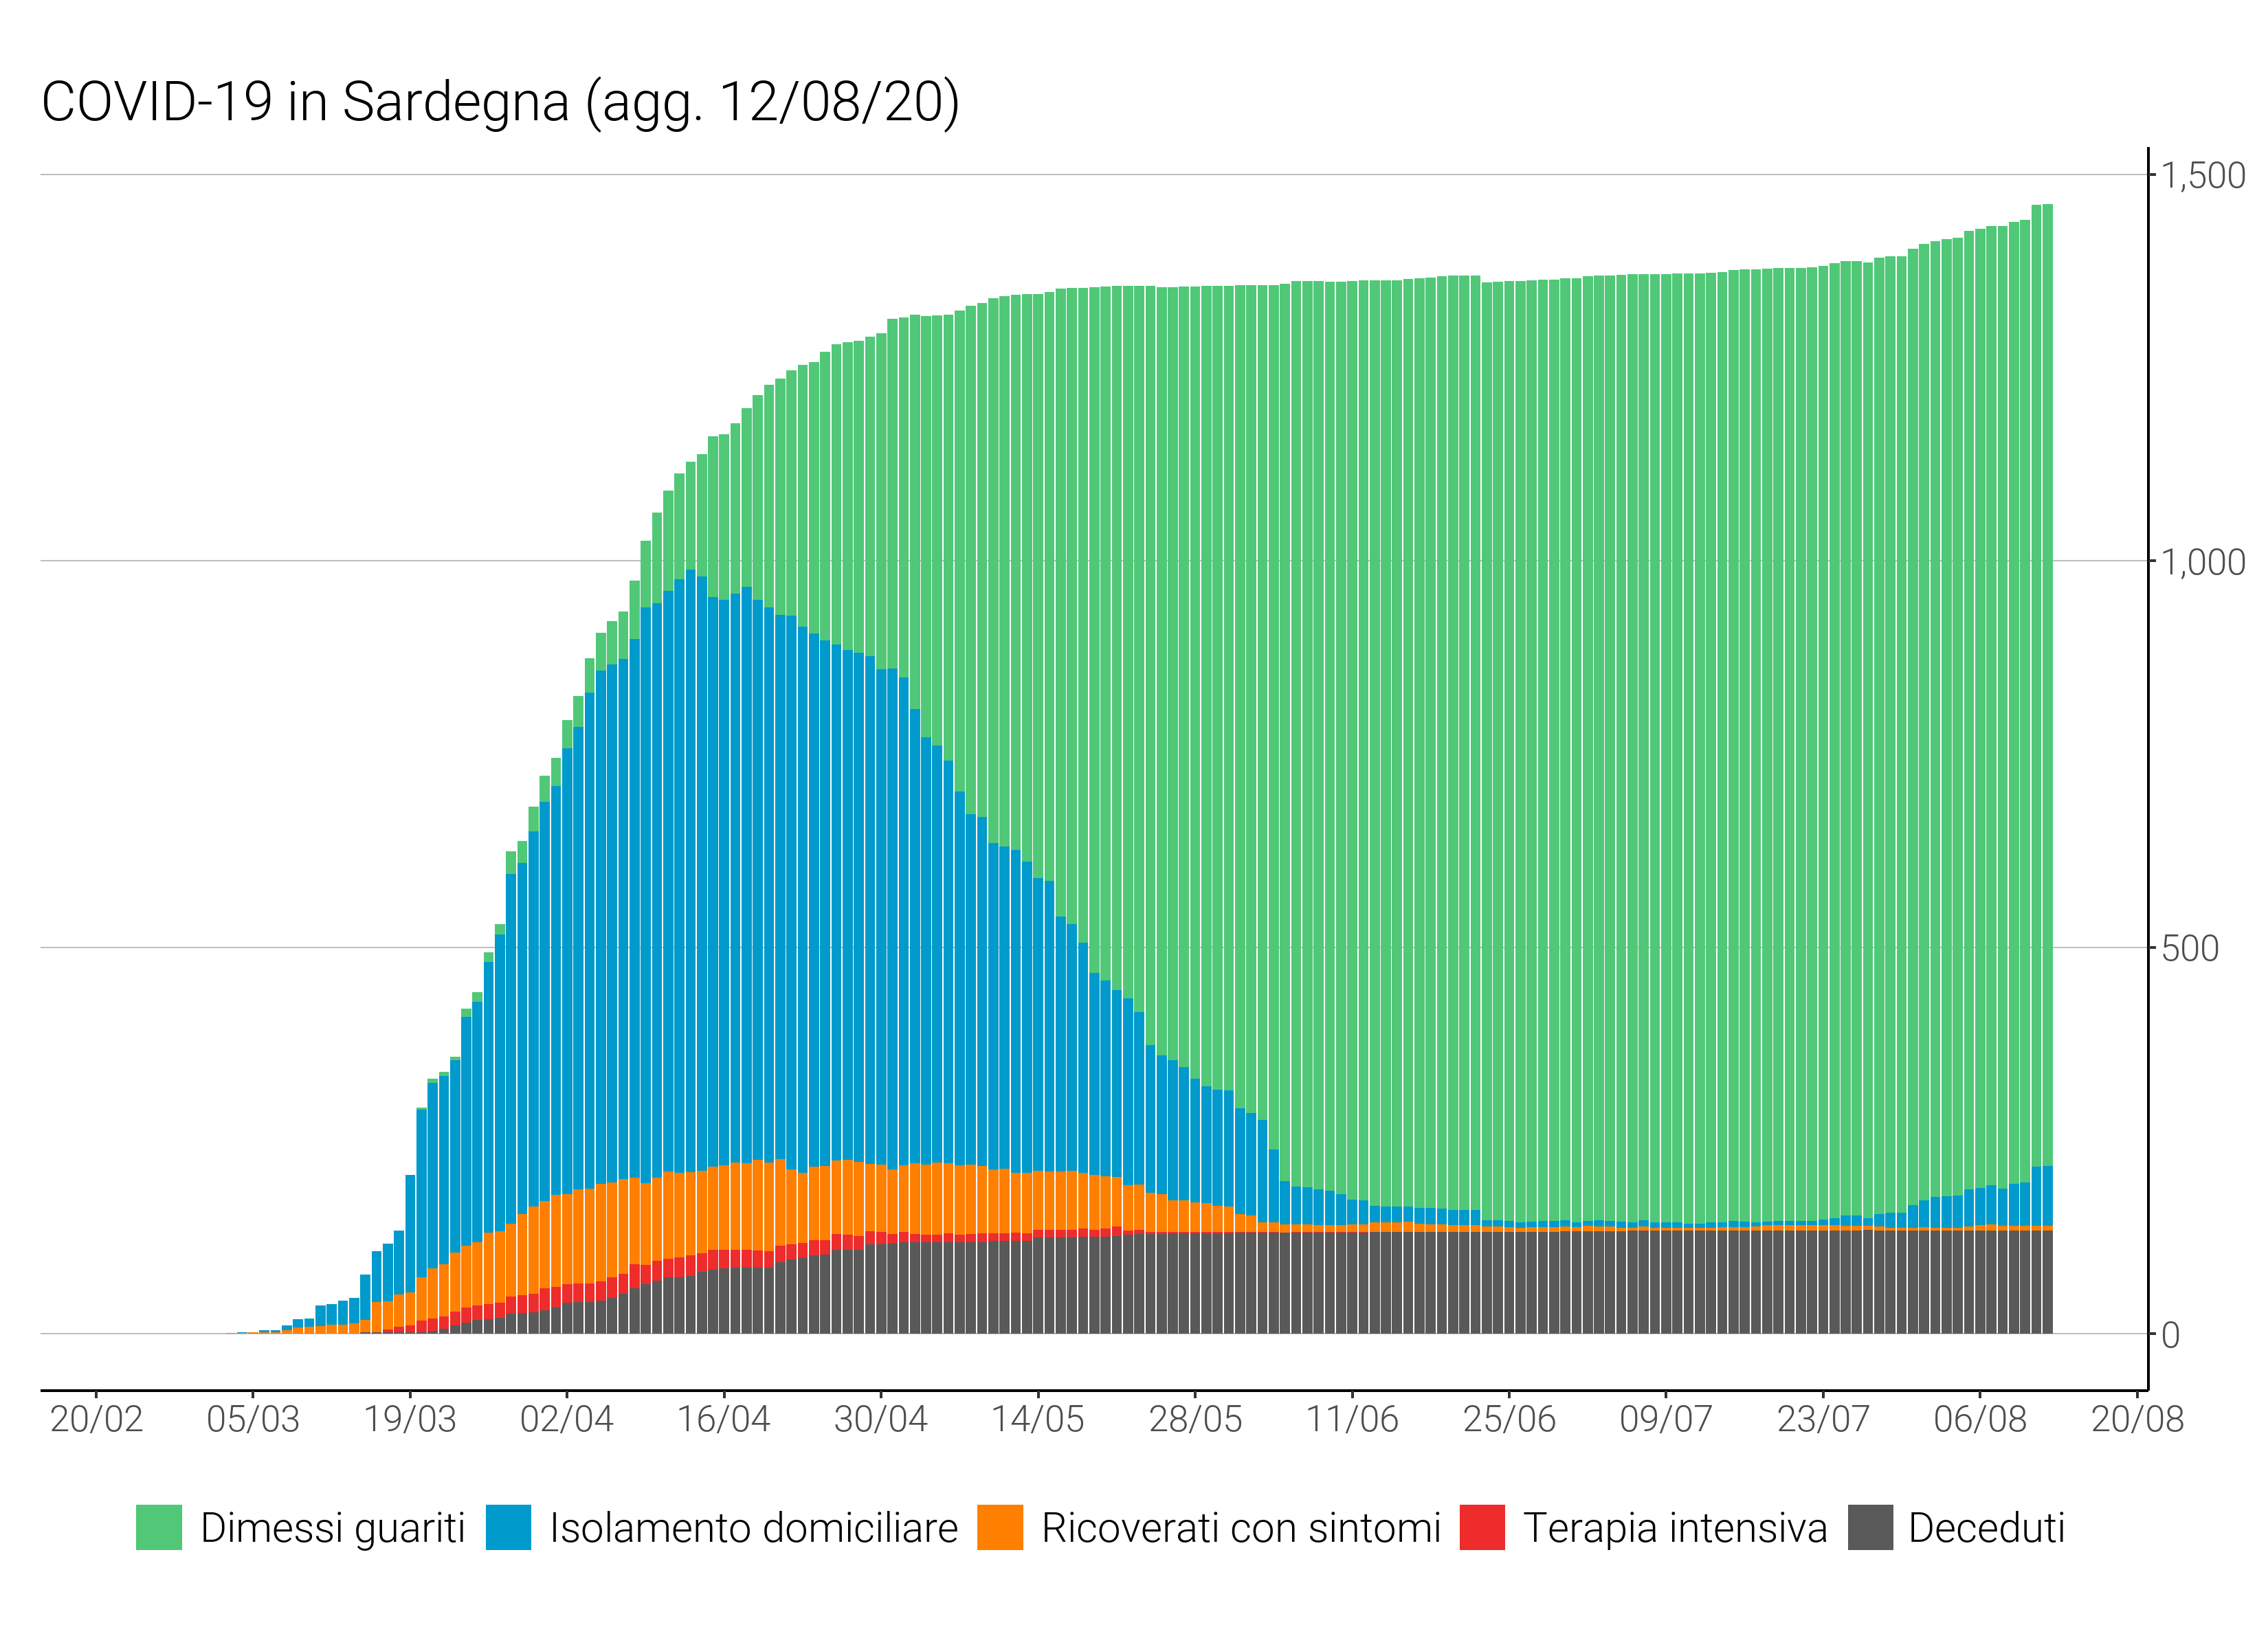 COVID-19 in Sardegna (agg. 12/08/20)
1,500
1,000
500
0
20/02 05/03 19/03 02/04 16/04 30/04 14/05 28/05 11/06 25/06 09/07 23/07 06/08 20/08
Dimessi guariti Isolamento domiciliare Ricoverati con sintomi Terapia intensiva Deceduti